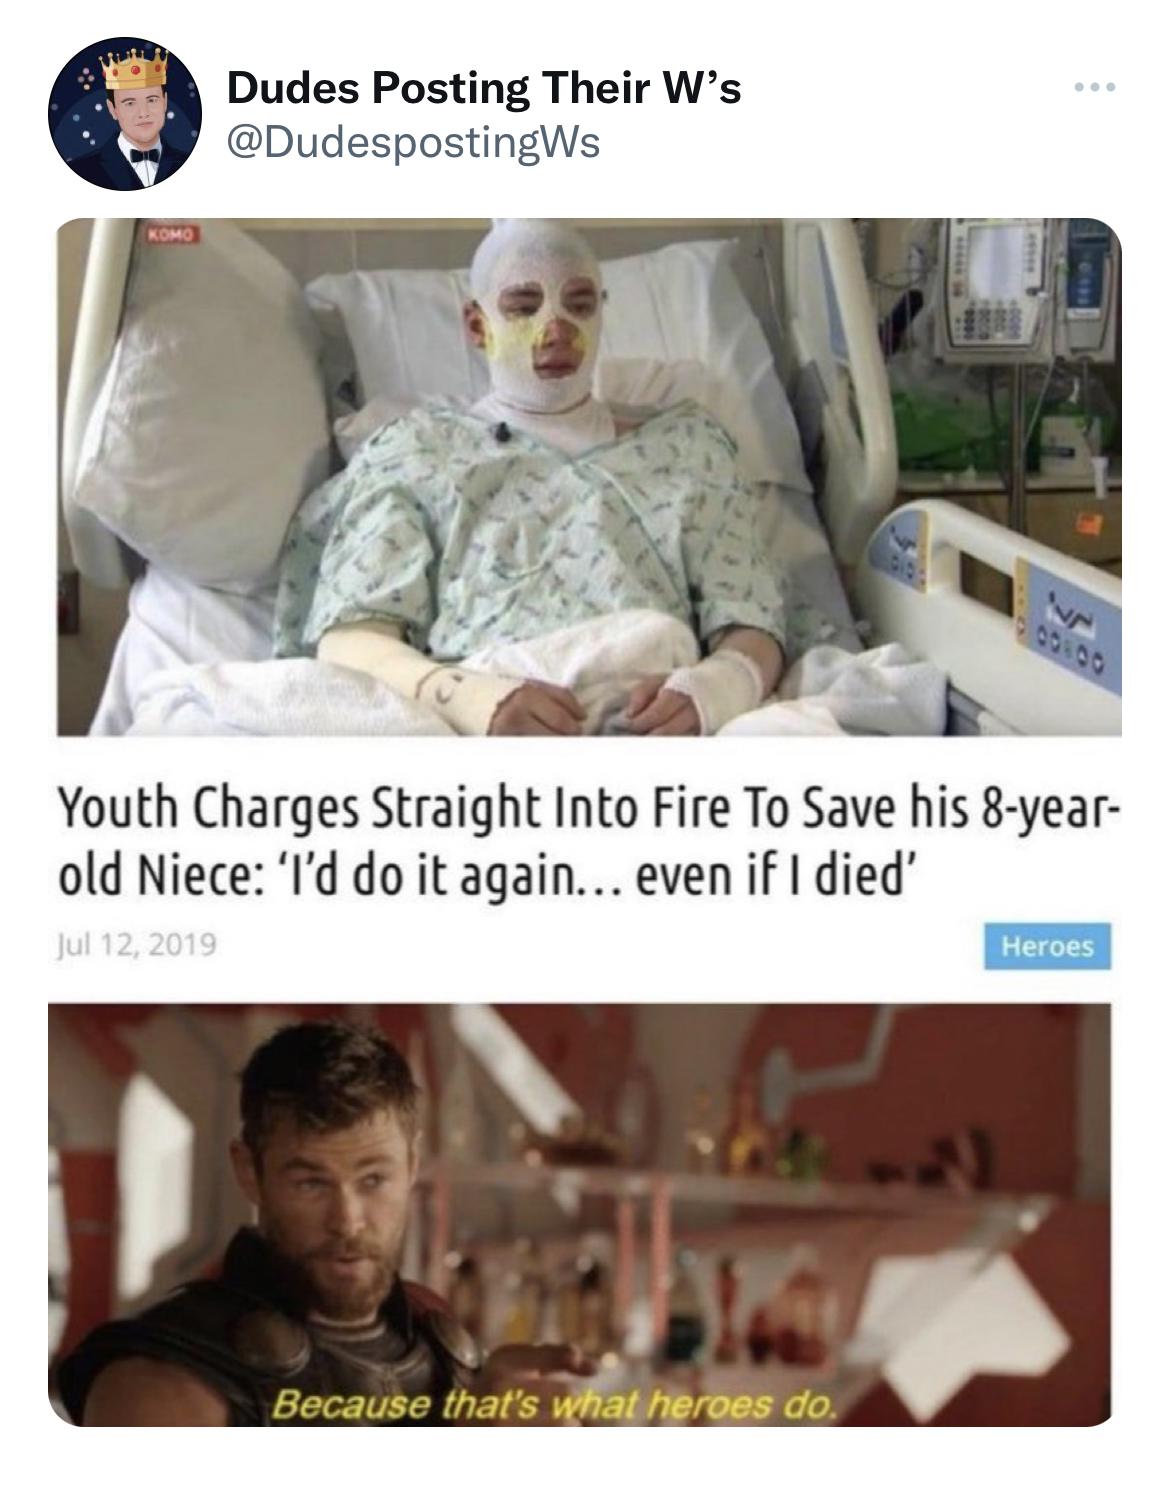 Dudes Posting Their W’s
@DudespostingWs
KOMO
Youth Charges Straight Into Fire To Save his 8-year-
old Niece: ‘I’d do it again... even if I died’
Jul 12, 2019
Heroes
Because that's what heroes do.